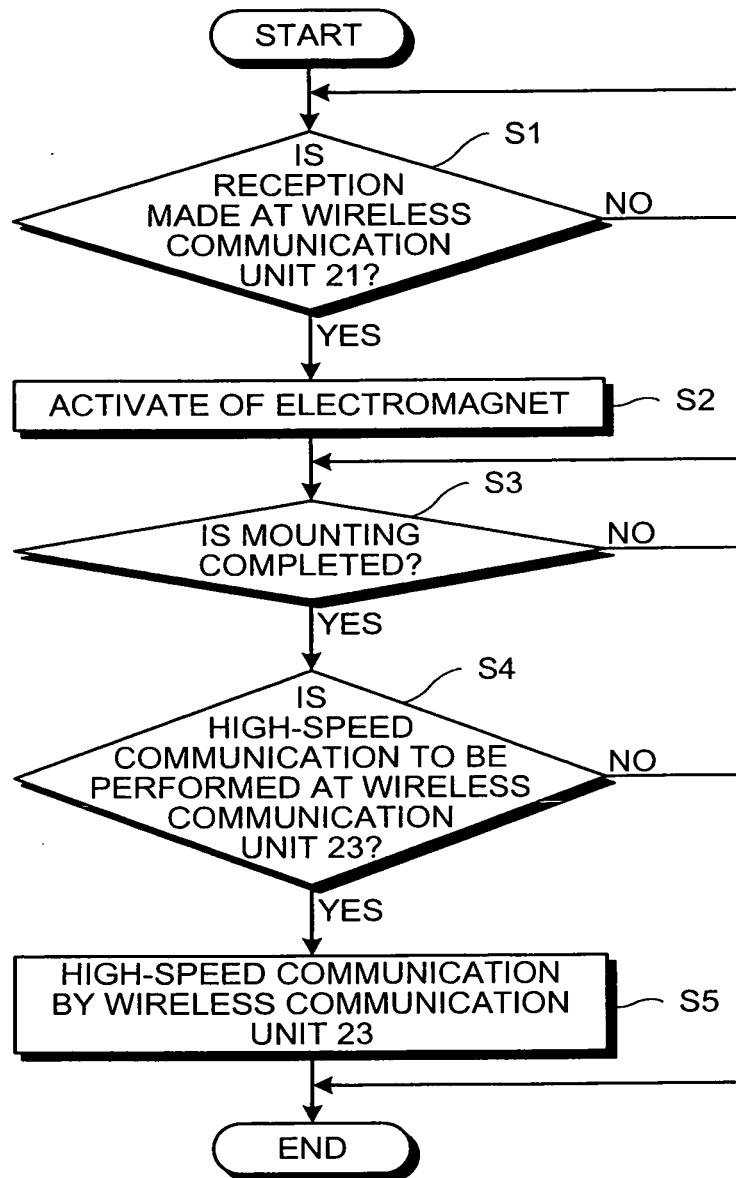 START
S1
IS
RECEPTION
MADE AT WIRELESS
COMMUNICATION
UNIT 21?
NO
YES
ACTIVATE OF ELECTROMAGNET
S2
S3
IS MOUNTING
COMPLETED?
NO
YES
S4
IS
HIGH-SPEED
COMMUNICATION TO BE
PERFORMED AT WIRELESS
COMMUNICATION
UNIT 23?
NO
YES
HIGH-SPEED COMMUNICATION
BY WIRELESS COMMUNICATION
UNIT 23
S5
END